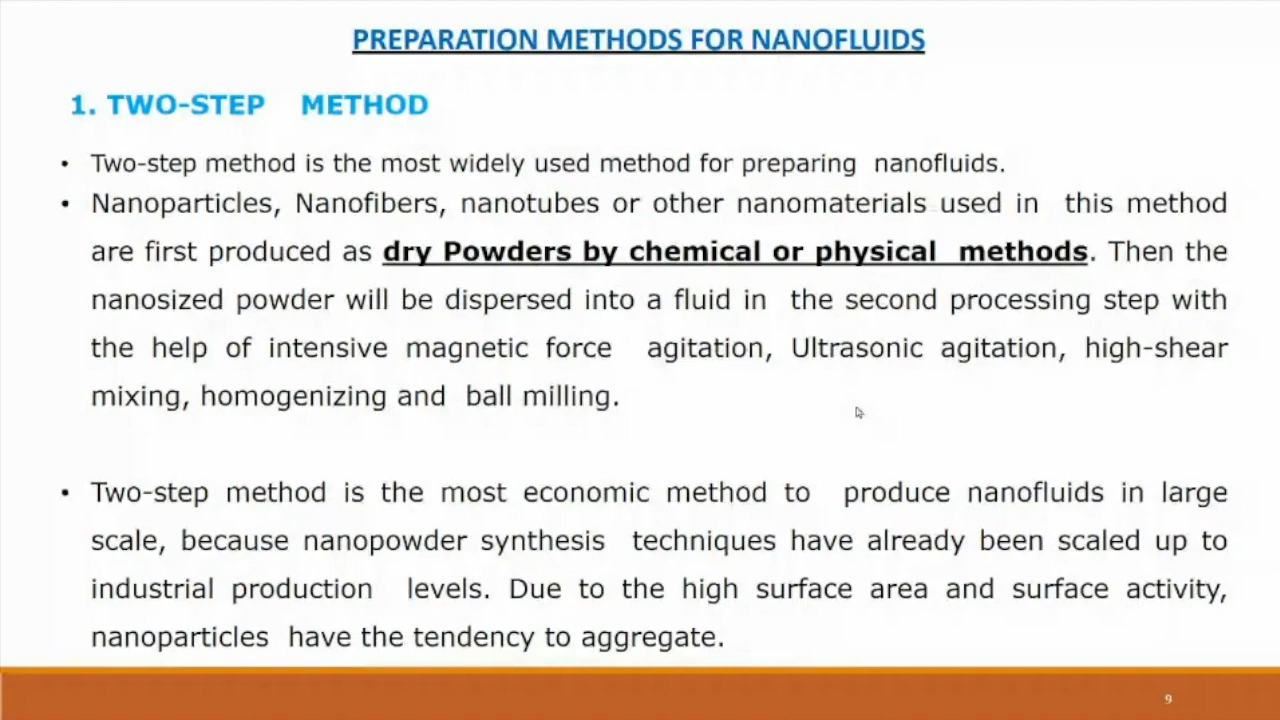 PREPARATION METHODS FOR NANOFLUIDS
1. TWO-STEP METHOD
• Two-step method is the most widely used method for preparing nanofluids.
• Nanoparticles, Nanofibers, nanotubes or other nanomaterials used in this method
are first produced as dry Powders by chemical or physical methods. Then the
nanosized powder will be dispersed into a fluid in the second processing step with
the help of intensive magnetic force agitation, Ultrasonic agitation, high-shear
mixing, homogenizing and ball milling.
• Two-step method is the most economic method to produce nanofluids in large
scale, because nanopowder synthesis techniques have already been scaled up to
industrial production levels. Due to the high surface area and surface activity,
nanoparticles have the tendency to aggregate.
9